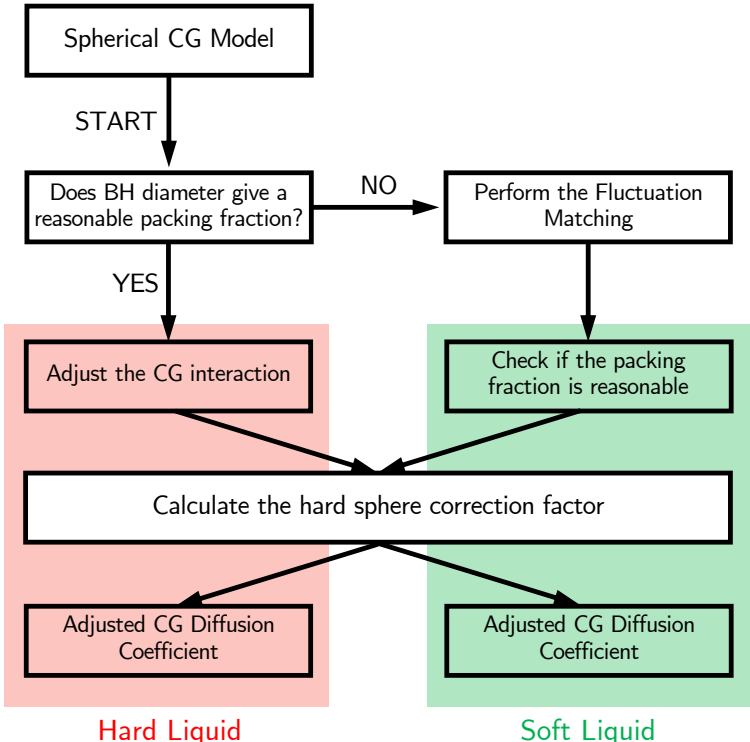 Spherical CG Model
START
Does BH diameter give a
reasonable packing fraction?
NO
Perform the Fluctuation
Matching
YES
Adjust the CG interaction
Check if the packing
fraction is reasonable
Calculate the hard sphere correction factor
Adjusted CG Diffusion
Coefficient
Adjusted CG Diffusion
Coefficient
Hard Liquid
Soft Liquid